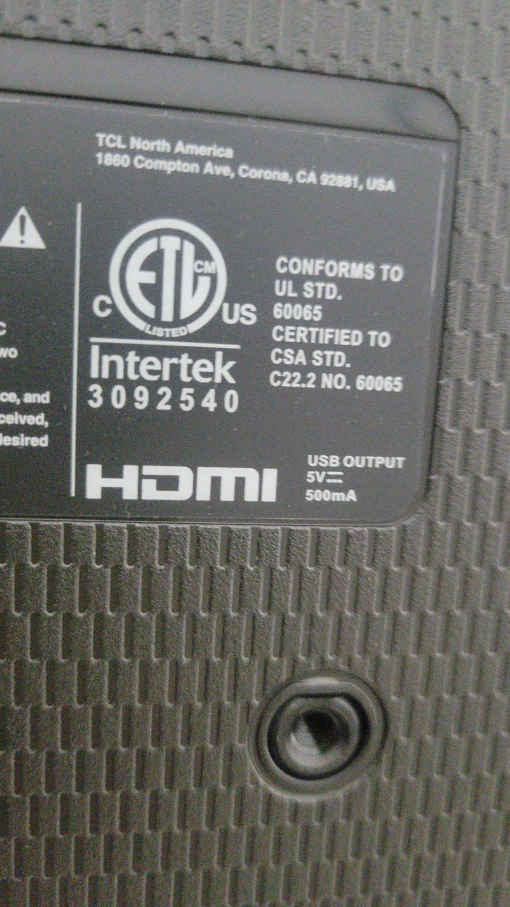 TCL North America
1860 Compton Ave, Corona, CA 92881, USA
ETL CM
C US
LISTED
Intertek
3092540
CONFORMS TO
UL STD.
60065
CERTIFIED TO
CSA STD.
C22.2 NO. 60065
C
wo
ce, and
ceived,
desired
HDMI
USB OUTPUT
5V⎓
500mA